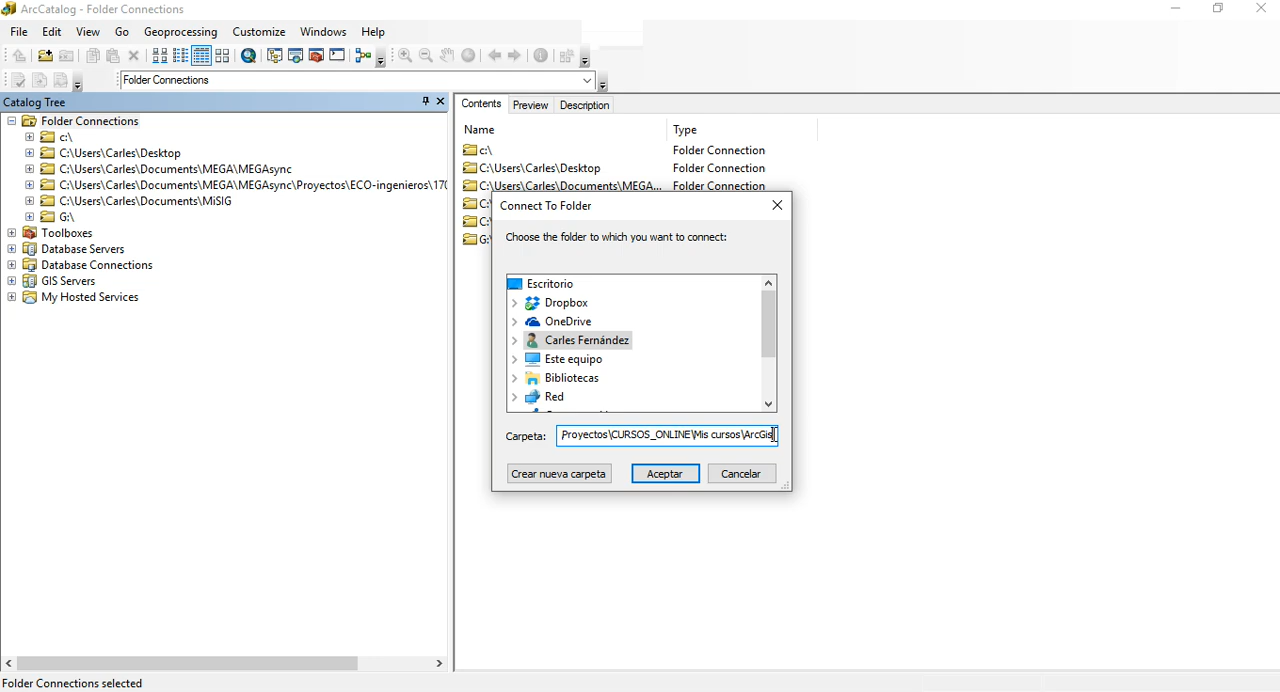 ArcCatalog - Folder Connections
File Edit View Go Geoprocessing Customize Windows Help
Folder Connections
Catalog Tree
Folder Connections
c:\
C:\Users\Carles\Desktop
C:\Users\Carles\Documents\MEGA\MEGAsync
C:\Users\Carles\Documents\MEGA\MEGAsync\Proyectos\ECO-ingenieros\170
C:\Users\Carles\Documents\MiSIG
G:\
Toolboxes
Database Servers
Database Connections
GIS Servers
My Hosted Services
Contents Preview Description
Name Type
c:\ Folder Connection
C:\Users\Carles\Desktop Folder Connection
C:\Users\Carles\Documents\MEGA... Folder Connection
C:\
C:\
G:\
Connect To Folder
Choose the folder to which you want to connect:
Escritorio
Dropbox
OneDrive
Carles Fernández
Este equipo
Bibliotecas
Red
Carpeta: Proyectos\CURSOS_ONLINE\Mis cursos\ArcGis
Crear nueva carpeta Aceptar Cancelar
Folder Connections selected